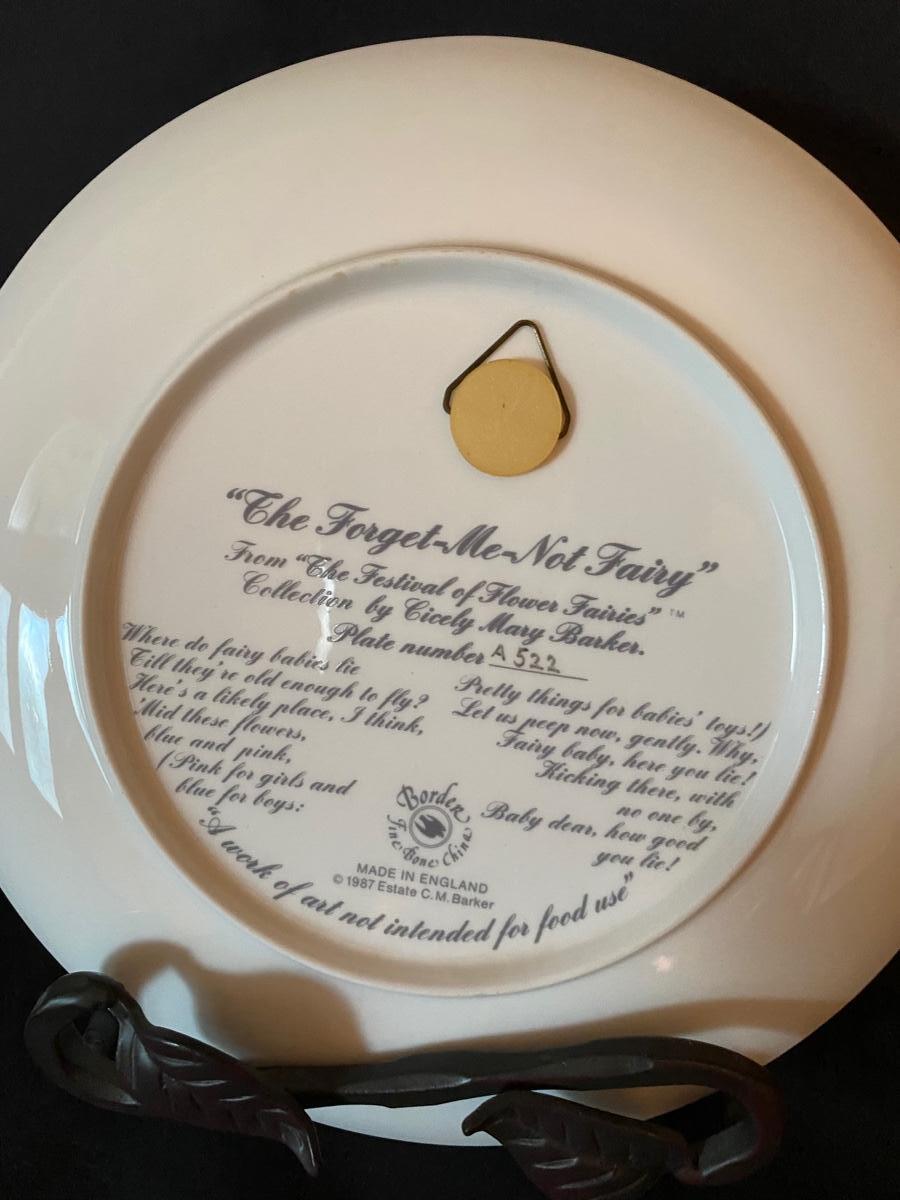 “The Forget-Me-Not Fairy”
From “The Festival of Flower Fairies” ™
Collection by Cicely Mary Barker.
Plate number A 522
Where do fairy babies lie
Till they're old enough to fly?
Here's a likely place, I think,
'Mid these flowers,
blue and pink,
(Pink for girls and
blue for boys:
Pretty things for babies' toys!)
Let us peep now, gently. Why,
Fairy baby, here you lie!
Kicking there, with
no one by,
Baby dear, how good
you lie!
Border
Fine Bone China
MADE IN ENGLAND
© 1987 Estate C. M. Barker
“A work of art not intended for food use”